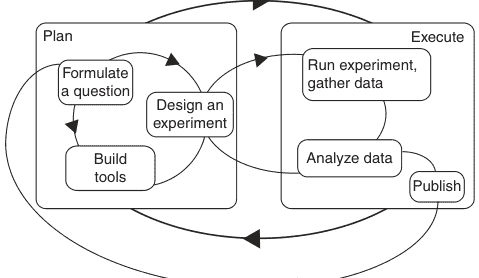 Plan
Formulate
a question
Design an
experiment
Build
tools
Execute
Run experiment,
gather data
Analyze data
Publish